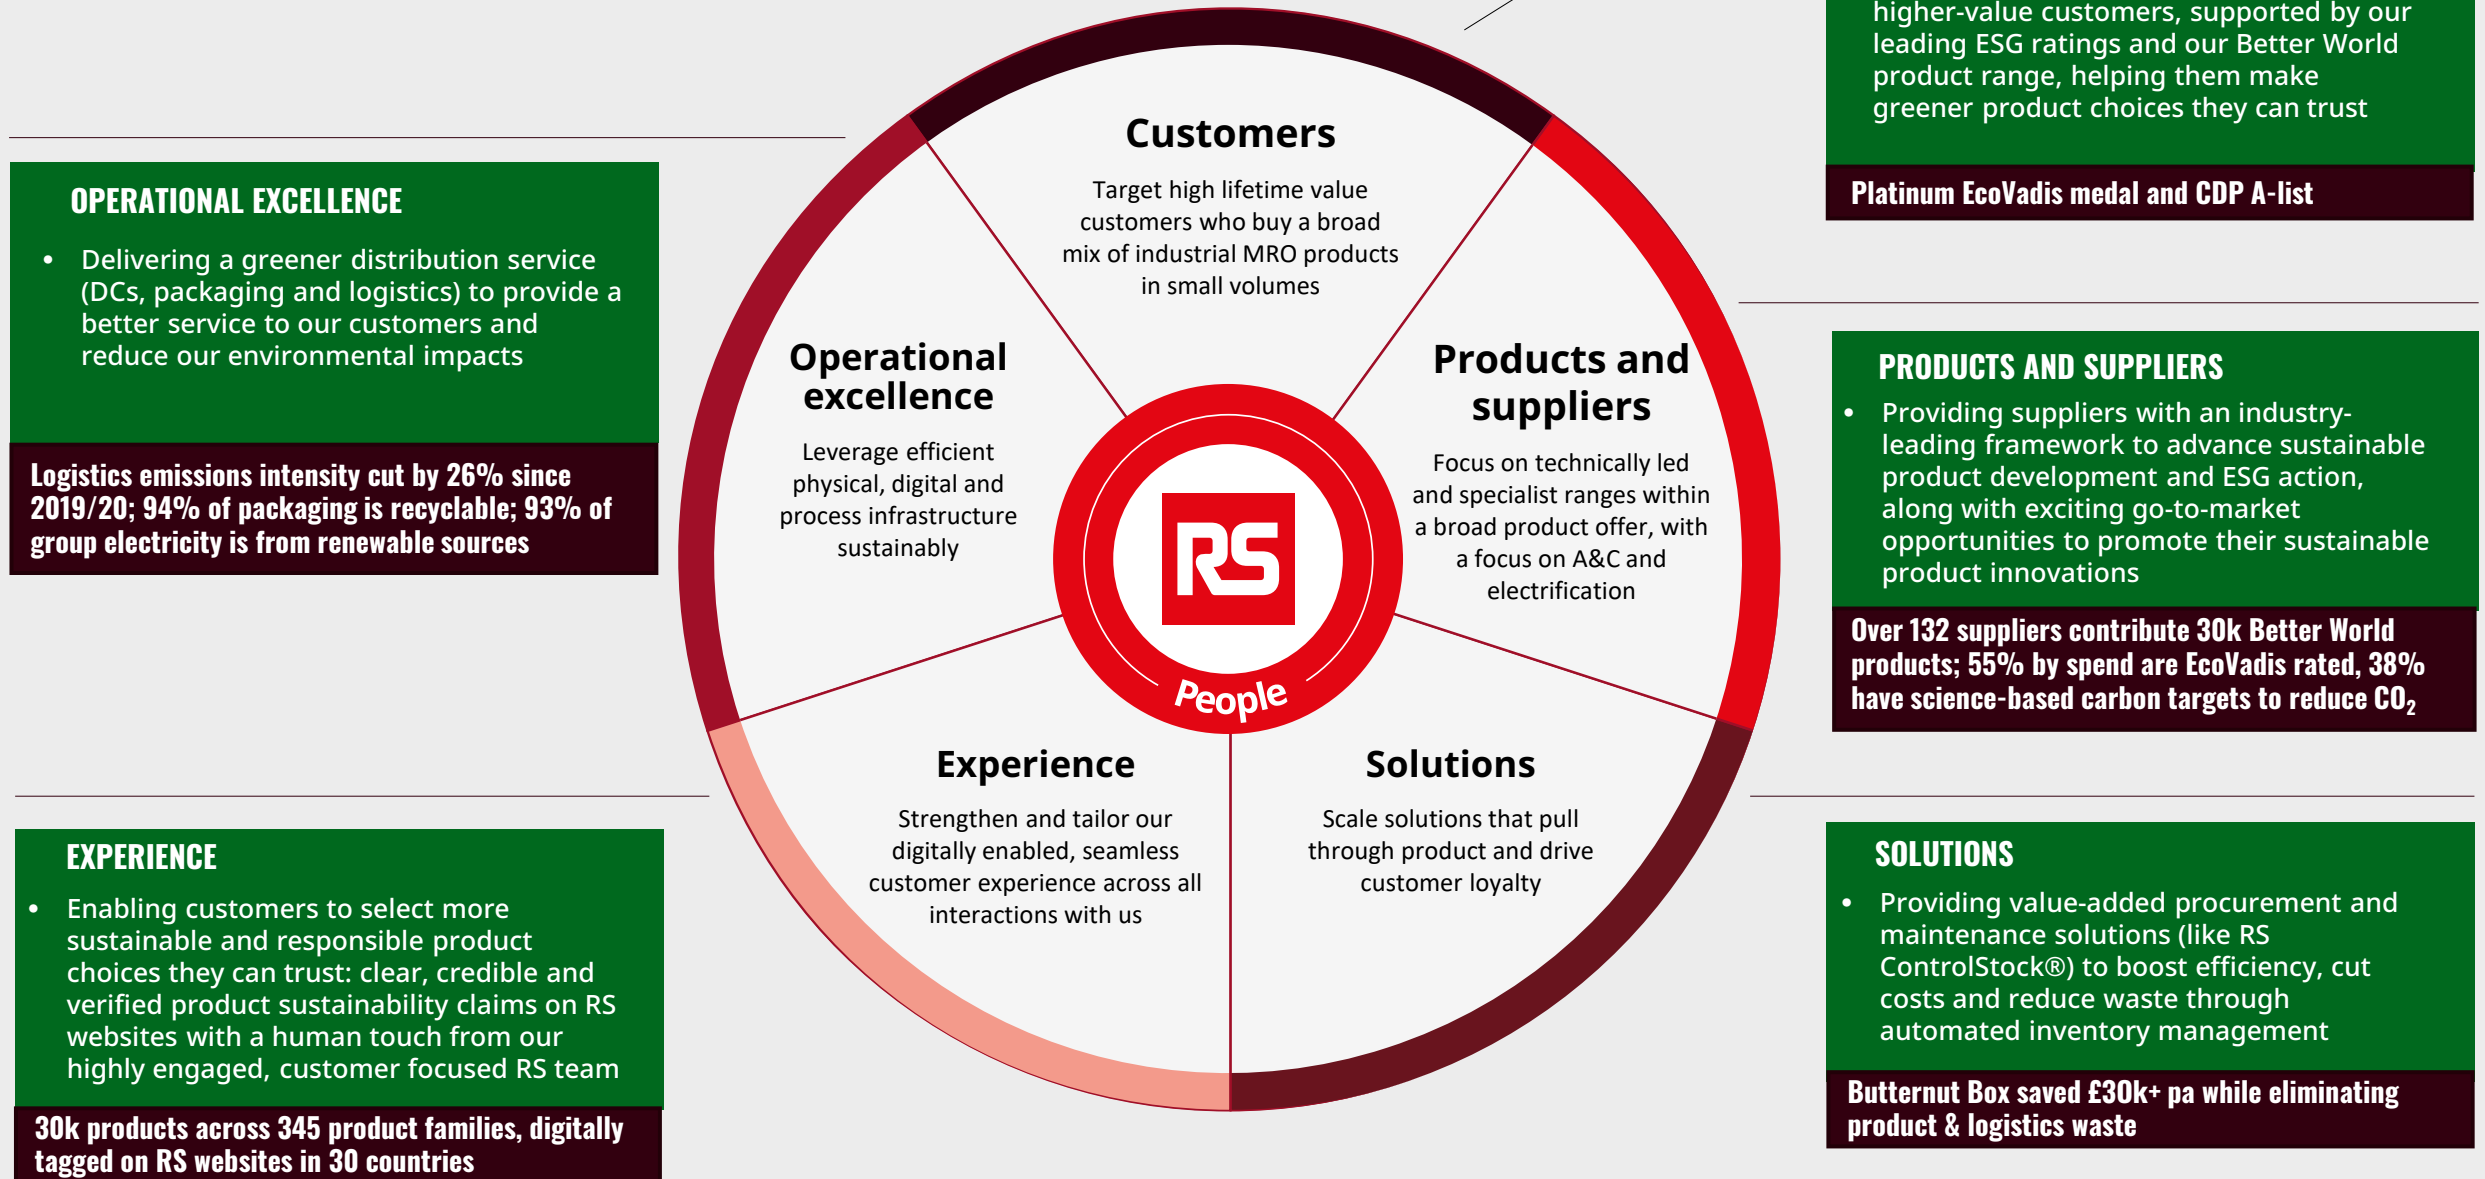 higher-value customers, supported by our
leading ESG ratings and our Better World
product range, helping them make
greener product choices they can trust
Platinum EcoVadis medal and CDP A-list
OPERATIONAL EXCELLENCE
• Delivering a greener distribution service
(DCs, packaging and logistics) to provide a
better service to our customers and
reduce our environmental impacts
Logistics emissions intensity cut by 26% since
2019/20; 94% of packaging is recyclable; 93% of
group electricity is from renewable sources
EXPERIENCE
• Enabling customers to select more
sustainable and responsible product
choices they can trust: clear, credible and
verified product sustainability claims on RS
websites with a human touch from our
highly engaged, customer focused RS team
30k products across 345 product families, digitally
tagged on RS websites in 30 countries
Customers
Target high lifetime value
customers who buy a broad
mix of industrial MRO products
in small volumes
Operational
excellence
Leverage efficient
physical, digital and
process infrastructure
sustainably
Products and
suppliers
Focus on technically led
and specialist ranges within
a broad product offer, with
a focus on A&C and
electrification
RS
People
Experience
Strengthen and tailor our
digitally enabled, seamless
customer experience across all
interactions with us
Solutions
Scale solutions that pull
through product and drive
customer loyalty
PRODUCTS AND SUPPLIERS
• Providing suppliers with an industry-
leading framework to advance sustainable
product development and ESG action,
along with exciting go-to-market
opportunities to promote their sustainable
product innovations
Over 132 suppliers contribute 30k Better World
products; 55% by spend are EcoVadis rated, 38%
have science-based carbon targets to reduce CO₂
SOLUTIONS
• Providing value-added procurement and
maintenance solutions (like RS
ControlStock®) to boost efficiency, cut
costs and reduce waste through
automated inventory management
Butternut Box saved £30k+ pa while eliminating
product & logistics waste